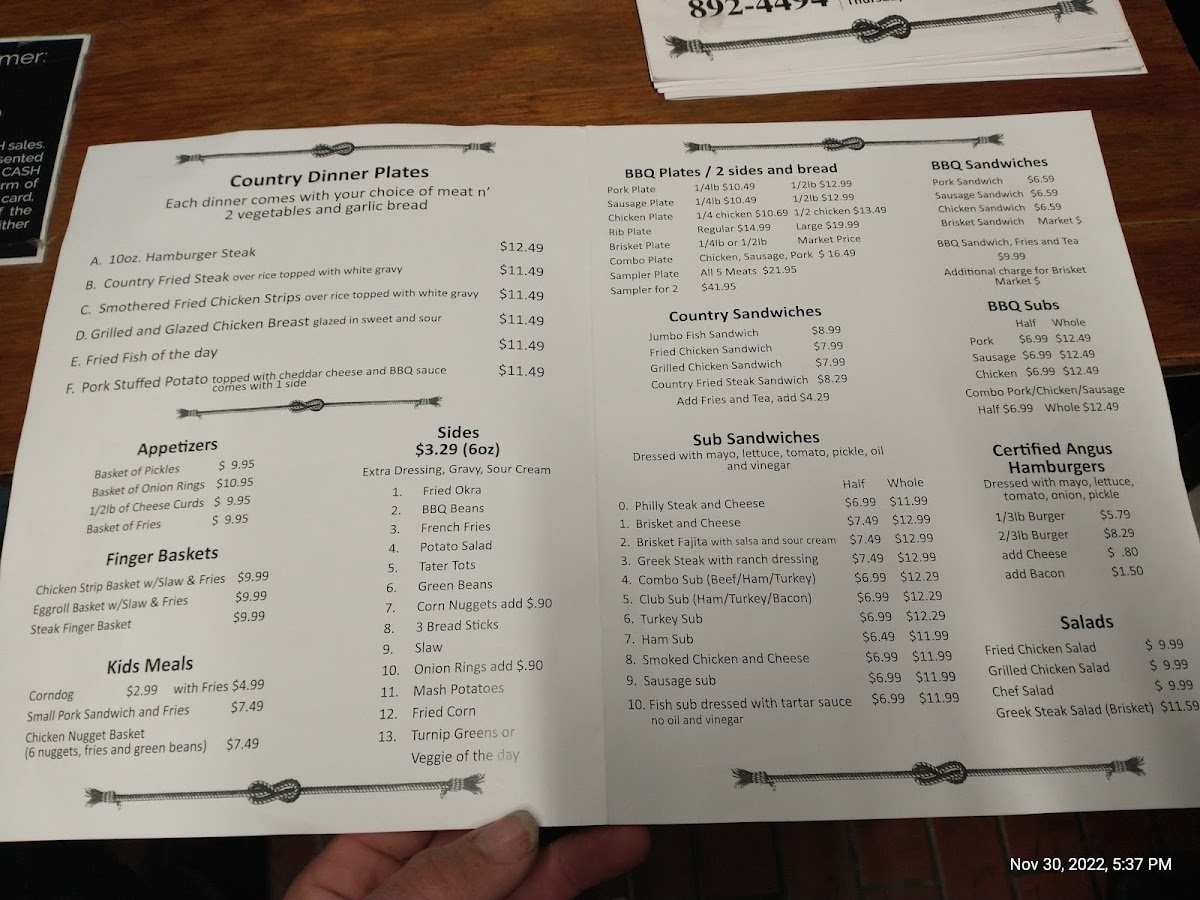 892-4494
mer:
H sales.
sented
CASH
rm of
card,
f the
ither
Country Dinner Plates
Each dinner comes with your choice of meat n'
2 vegetables and garlic bread
A. 10oz. Hamburger Steak $12.49
B. Country Fried Steak over rice topped with white gravy $11.49
C. Smothered Fried Chicken Strips over rice topped with white gravy $11.49
D. Grilled and Glazed Chicken Breast glazed in sweet and sour $11.49
E. Fried Fish of the day $11.49
F. Pork Stuffed Potato topped with cheddar cheese and BBQ sauce $11.49
comes with 1 side
Appetizers
Basket of Pickles $ 9.95
Basket of Onion Rings $10.95
1/2lb of Cheese Curds $ 9.95
Basket of Fries $ 9.95
Finger Baskets
Chicken Strip Basket w/Slaw & Fries $9.99
Eggroll Basket w/Slaw & Fries $9.99
Steak Finger Basket $9.99
Kids Meals
Corndog $2.99 with Fries $4.99
Small Pork Sandwich and Fries $7.49
Chicken Nugget Basket
(6 nuggets, fries and green beans) $7.49
Sides
$3.29 (6oz)
Extra Dressing, Gravy, Sour Cream
1. Fried Okra
2. BBQ Beans
3. French Fries
4. Potato Salad
5. Tater Tots
6. Green Beans
7. Corn Nuggets add $.90
8. 3 Bread Sticks
9. Slaw
10. Onion Rings add $.90
11. Mash Potatoes
12. Fried Corn
13. Turnip Greens or
Veggie of the day
BBQ Plates / 2 sides and bread
Pork Plate 1/4lb $10.49 1/2lb $12.99
Sausage Plate 1/4lb $10.49 1/2lb $12.99
Chicken Plate 1/4 chicken $10.69 1/2 chicken $13.49
Rib Plate Regular $14.99 Large $19.99
Brisket Plate 1/4lb or 1/2lb Market Price
Combo Plate Chicken, Sausage, Pork $ 16.49
Sampler Plate All 5 Meats $21.95
Sampler for 2 $41.95
Country Sandwiches
Jumbo Fish Sandwich $8.99
Fried Chicken Sandwich $7.99
Grilled Chicken Sandwich $7.99
Country Fried Steak Sandwich $8.29
Add Fries and Tea, add $4.29
Sub Sandwiches
Dressed with mayo, lettuce, tomato, pickle, oil
and vinegar
Half Whole
0. Philly Steak and Cheese $6.99 $11.99
1. Brisket and Cheese $7.49 $12.99
2. Brisket Fajita with salsa and sour cream $7.49 $12.99
3. Greek Steak with ranch dressing $7.49 $12.99
4. Combo Sub (Beef/Ham/Turkey) $6.99 $12.29
5. Club Sub (Ham/Turkey/Bacon) $6.99 $12.29
6. Turkey Sub $6.99 $12.29
7. Ham Sub $6.49 $11.99
8. Smoked Chicken and Cheese $6.99 $11.99
9. Sausage sub $6.99 $11.99
10. Fish sub dressed with tartar sauce $6.99 $11.99
no oil and vinegar
BBQ Sandwiches
Pork Sandwich $6.59
Sausage Sandwich $6.59
Chicken Sandwich $6.59
Brisket Sandwich Market $
BBQ Sandwich, Fries and Tea
$9.99
Additional charge for Brisket
Market $
BBQ Subs
Half Whole
Pork $6.99 $12.49
Sausage $6.99 $12.49
Chicken $6.99 $12.49
Combo Pork/Chicken/Sausage
Half $6.99 Whole $12.49
Certified Angus
Hamburgers
Dressed with mayo, lettuce,
tomato, onion, pickle
1/3lb Burger $5.79
2/3lb Burger $8.29
add Cheese $ .80
add Bacon $1.50
Salads
Fried Chicken Salad $ 9.99
Grilled Chicken Salad $ 9.99
Chef Salad $ 9.99
Greek Steak Salad (Brisket) $11.59
Nov 30, 2022, 5:37 PM